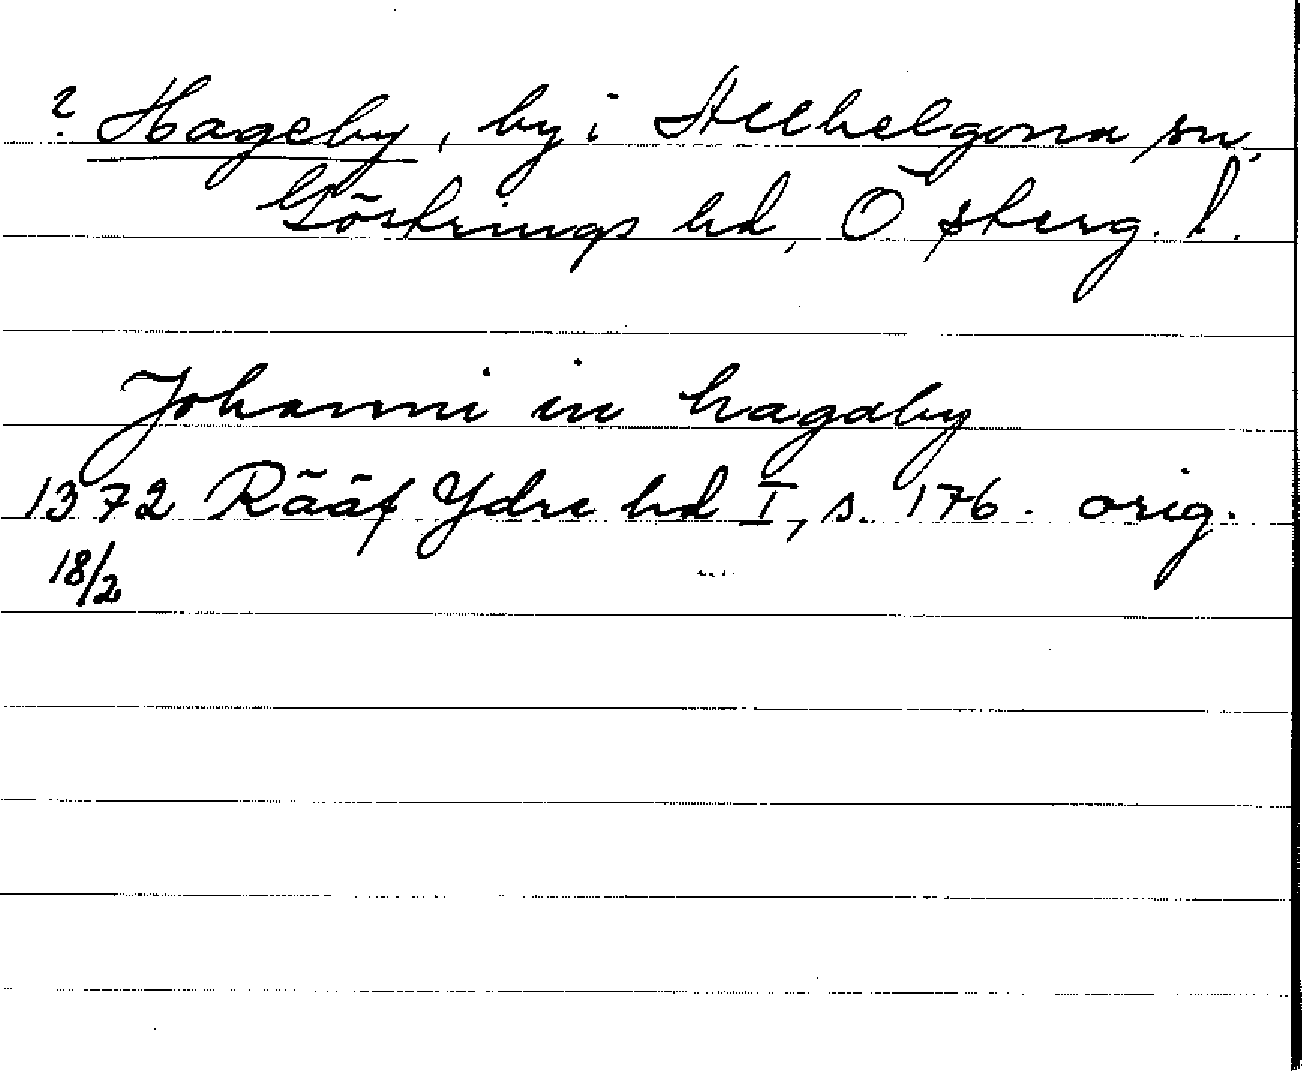 ? Hageby, by i Allhelgona sn,
Göstrings hd, Österg. l.
Johanni in hagaby
1372 Rääf Ydre hd I, s. 176. orig.
18/2